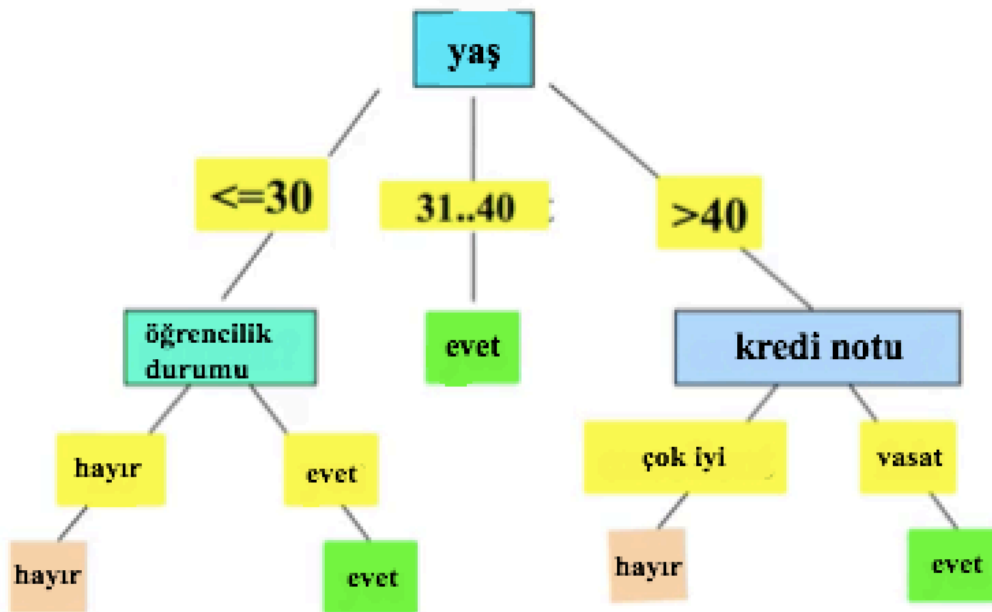 yaş
<=30
31..40
>40
öğrencilik
durumu
evet
kredi notu
hayır
evet
çok iyi
vasat
hayır
evet
hayır
evet